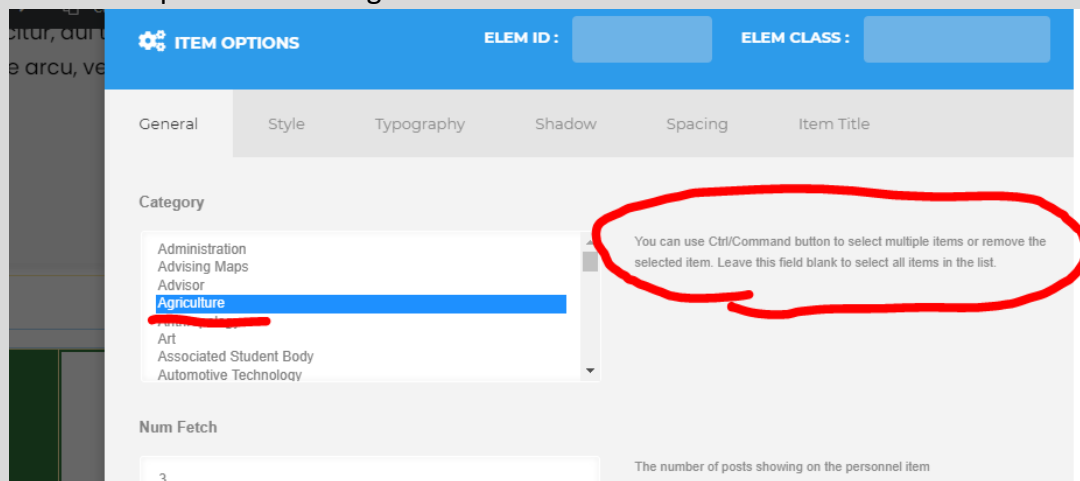 ITEM OPTIONS ELEM ID : ELEM CLASS :
e arcu, ve
General Style Typography Shadow Spacing Item Title
Category
Administration
Advising Maps
Advisor
Agriculture
Art
Associated Student Body
Automotive Technology
You can use Ctrl/Command button to select multiple items or remove the
selected item. Leave this field blank to select all items in the list.
Num Fetch
3
The number of posts showing on the personnel item